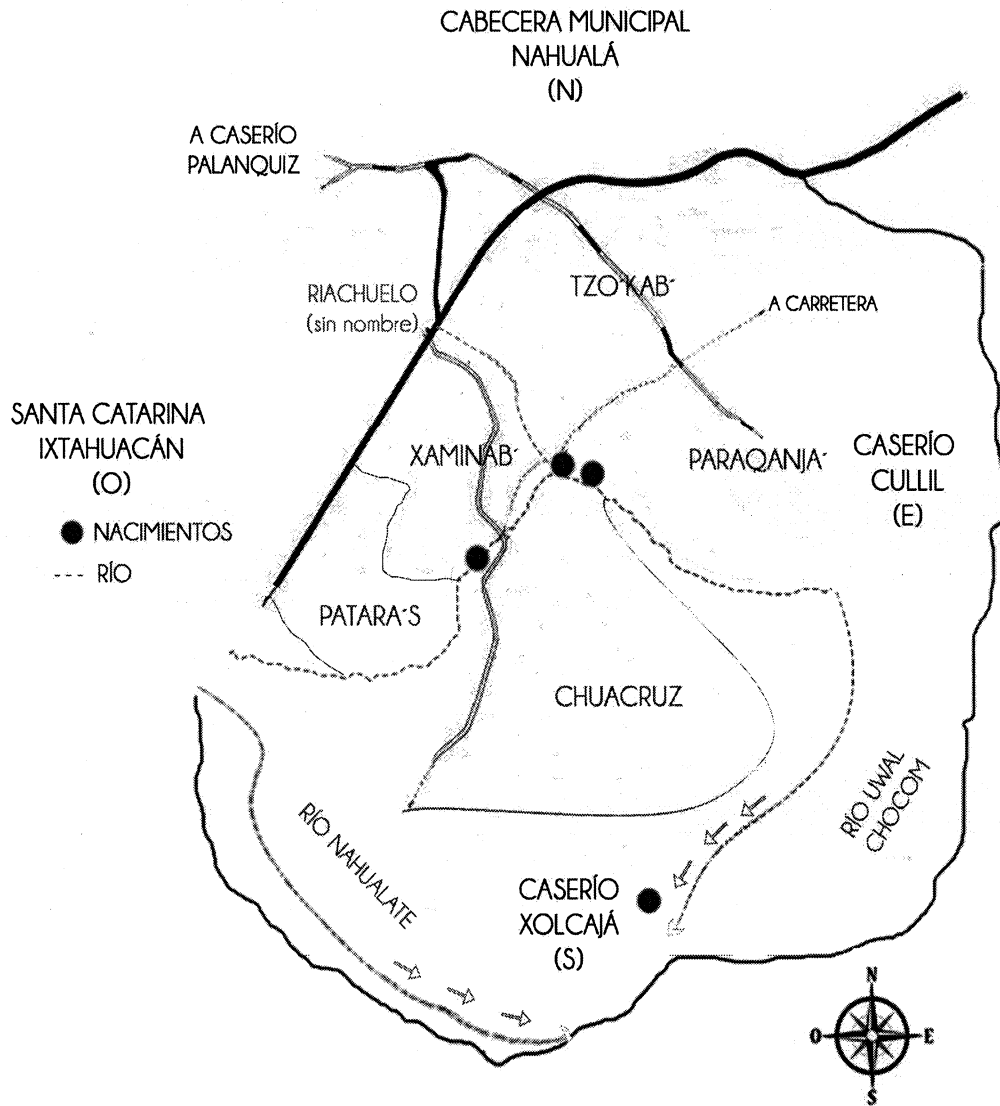 CABECERA MUNICIPAL
NAHUALÁ
(N)
A CASERÍO
PALANQUIZ
RIACHUELO
(sin nombre)
TZO´KAB´
A CARRETERA
SANTA CATARINA
IXTAHUACÁN
(O)
XAMINAB´
PARAQANJA´
CASERÍO
CULLIL
(E)
NACIMIENTOS
--- RÍO
PATARA´S
CHUACRUZ
RÍO NAHUALATE
RÍO UWAL
CHOCOM
CASERÍO
XOLCAJÁ
(S)
N
O
E
S